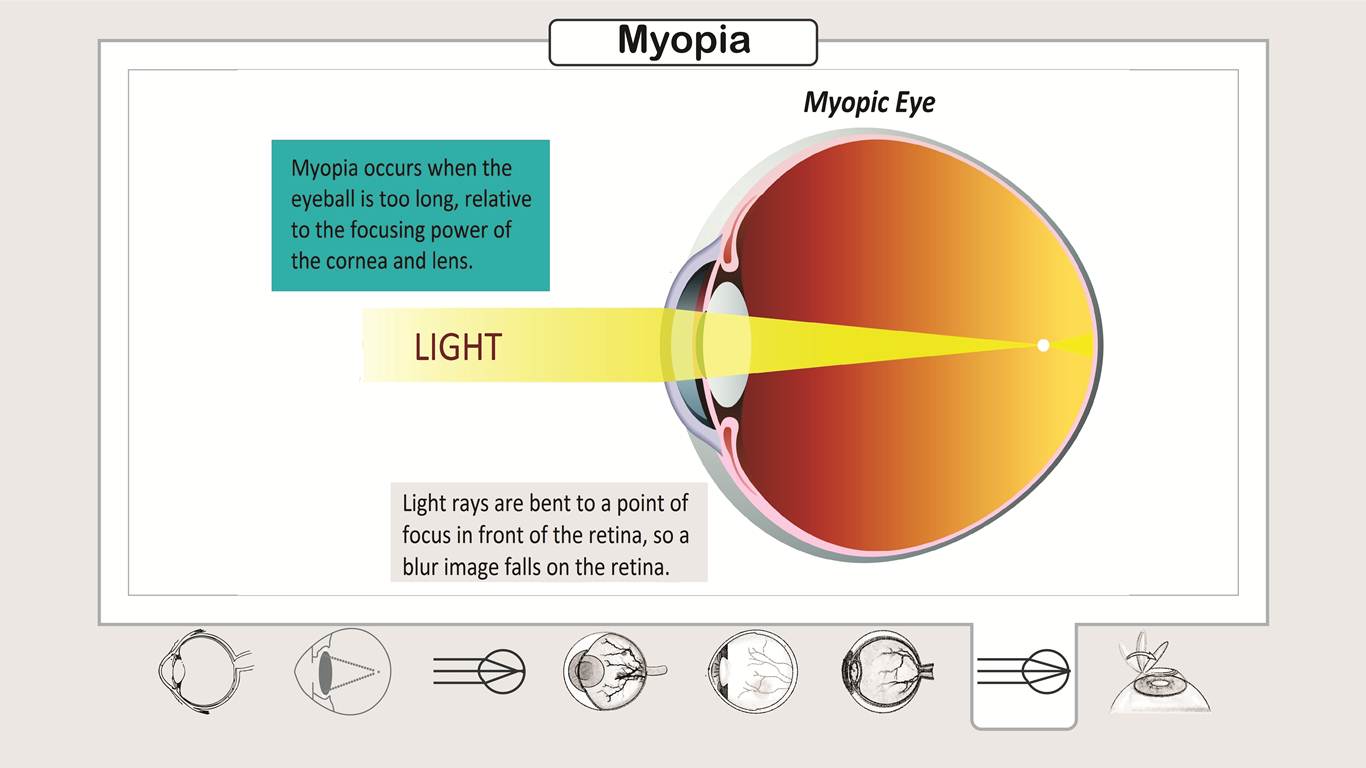 Myopia
Myopic Eye
Myopia occurs when the
eyeball is too long, relative
to the focusing power of
the cornea and lens.
LIGHT
Light rays are bent to a point of
focus in front of the retina, so a
blur image falls on the retina.